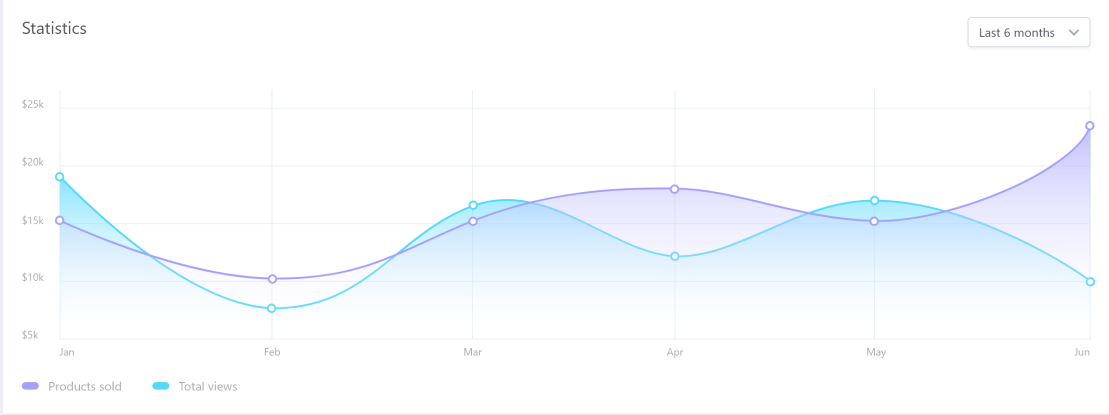 Statistics
Last 6 months
$25k
$20k
$15k
$10k
$5k
Jan Feb Mar Apr May Jun
Products sold Total views